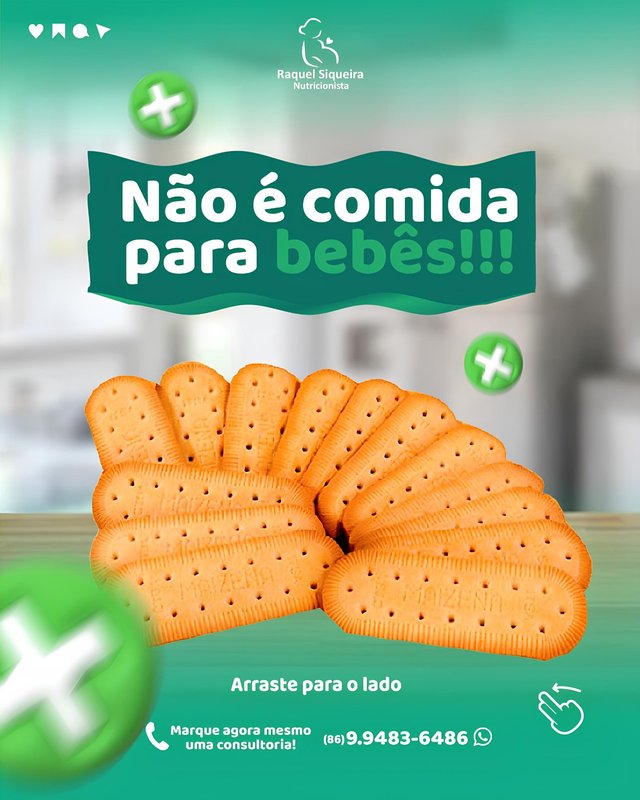 Raquel Siqueira
Nutricionista
Não é comida
para bebês!!!
MAIZENA
MAIZENA
Arraste para o lado
Marque agora mesmo
uma consultoria!
(86)9.9483-6486